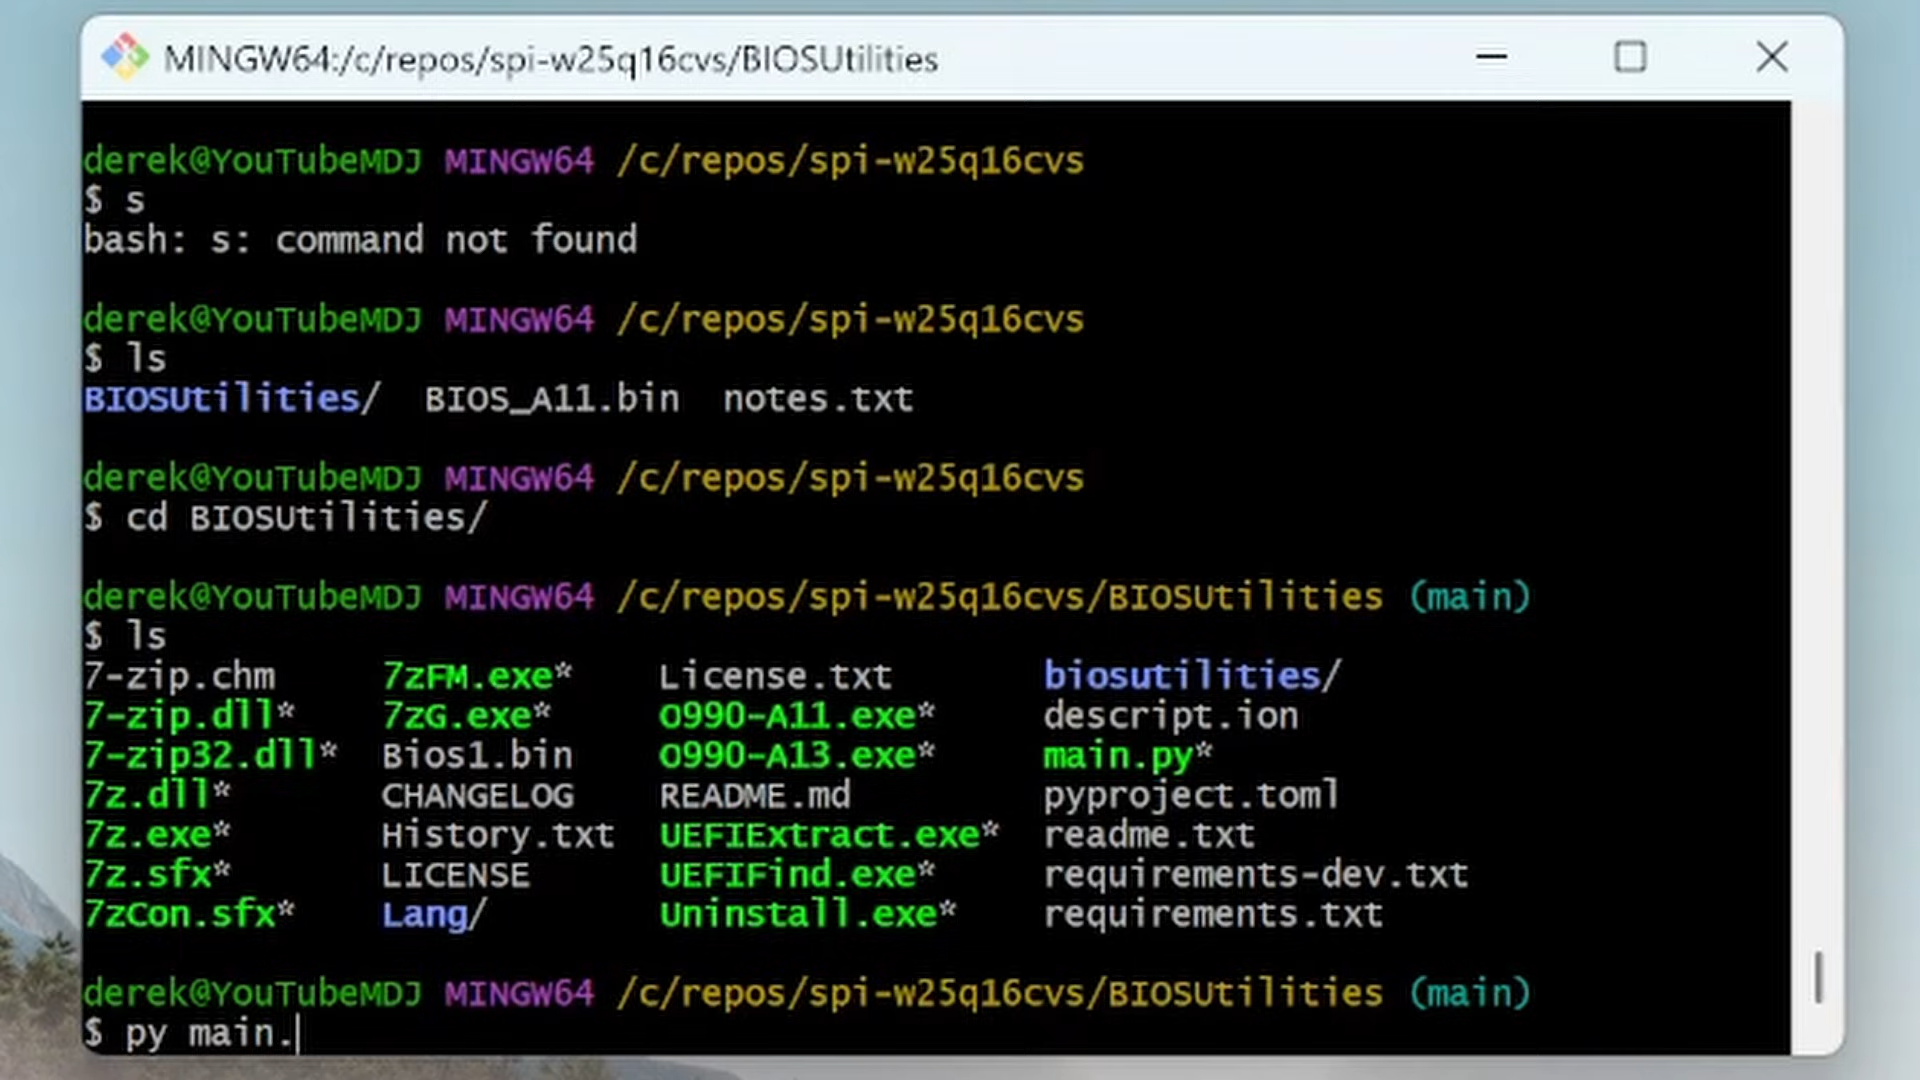 MINGW64:/c/repos/spi-w25q16cvs/BIOSUtilities
derek@YouTubeMDJ MINGW64 /c/repos/spi-w25q16cvs
$ s
bash: s: command not found
derek@YouTubeMDJ MINGW64 /c/repos/spi-w25q16cvs
$ ls
BIOSUtilities/ BIOS_A11.bin notes.txt
derek@YouTubeMDJ MINGW64 /c/repos/spi-w25q16cvs
$ cd BIOSUtilities/
derek@YouTubeMDJ MINGW64 /c/repos/spi-w25q16cvs/BIOSUtilities (main)
$ ls
7-zip.chm 7zFM.exe* License.txt biosutilities/
7-zip.dll* 7zG.exe* O990-A11.exe* descript.ion
7-zip32.dll* Bios1.bin O990-A13.exe* main.py*
7z.dll* CHANGELOG README.md pyproject.toml
7z.exe* History.txt UEFIExtract.exe* readme.txt
7z.sfx* LICENSE UEFIFind.exe* requirements-dev.txt
7zCon.sfx* Lang/ Uninstall.exe* requirements.txt
derek@YouTubeMDJ MINGW64 /c/repos/spi-w25q16cvs/BIOSUtilities (main)
$ py main.